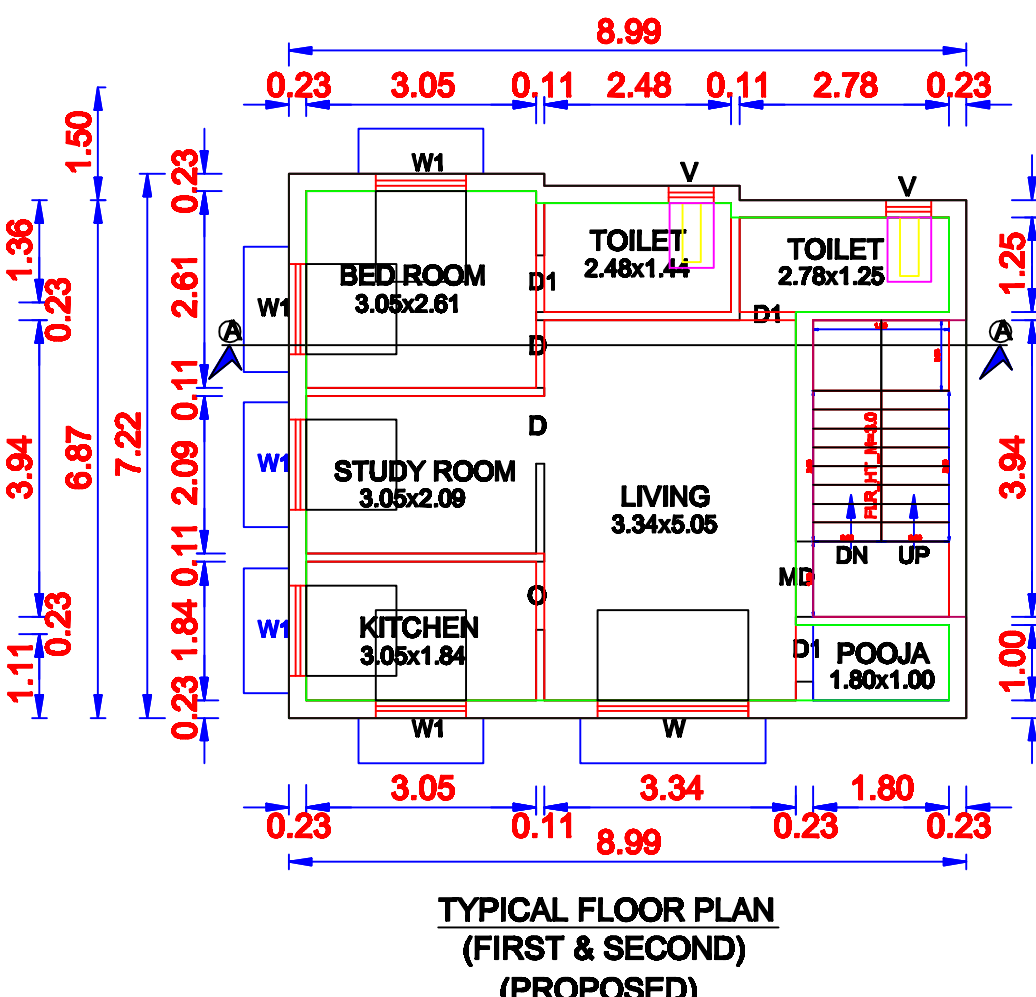 8.99
0.23 3.05 0.11 2.48 0.11 2.78 0.23
1.50
0.23
W1
V
V
1.36
0.23
2.61
BED ROOM
3.05x2.61
W1
TOILET
2.48x1.44
TOILET
2.78x1.25
1.25
D1
D1
A
A
D
0.11
D
3.94
6.87
7.22
2.09
W1
STUDY ROOM
3.05x2.09
LIVING
3.34x5.05
FLR_HT_M=3.0
3.94
0.11
DN UP
MD
O
0.23
1.84
W1
KITCHEN
3.05x1.84
D1
POOJA
1.80x1.00
1.00
1.11
0.23
W1
W
3.05 3.34 1.80
0.23 0.11 0.23 0.23
8.99
TYPICAL FLOOR PLAN
(FIRST & SECOND)
(PROPOSED)